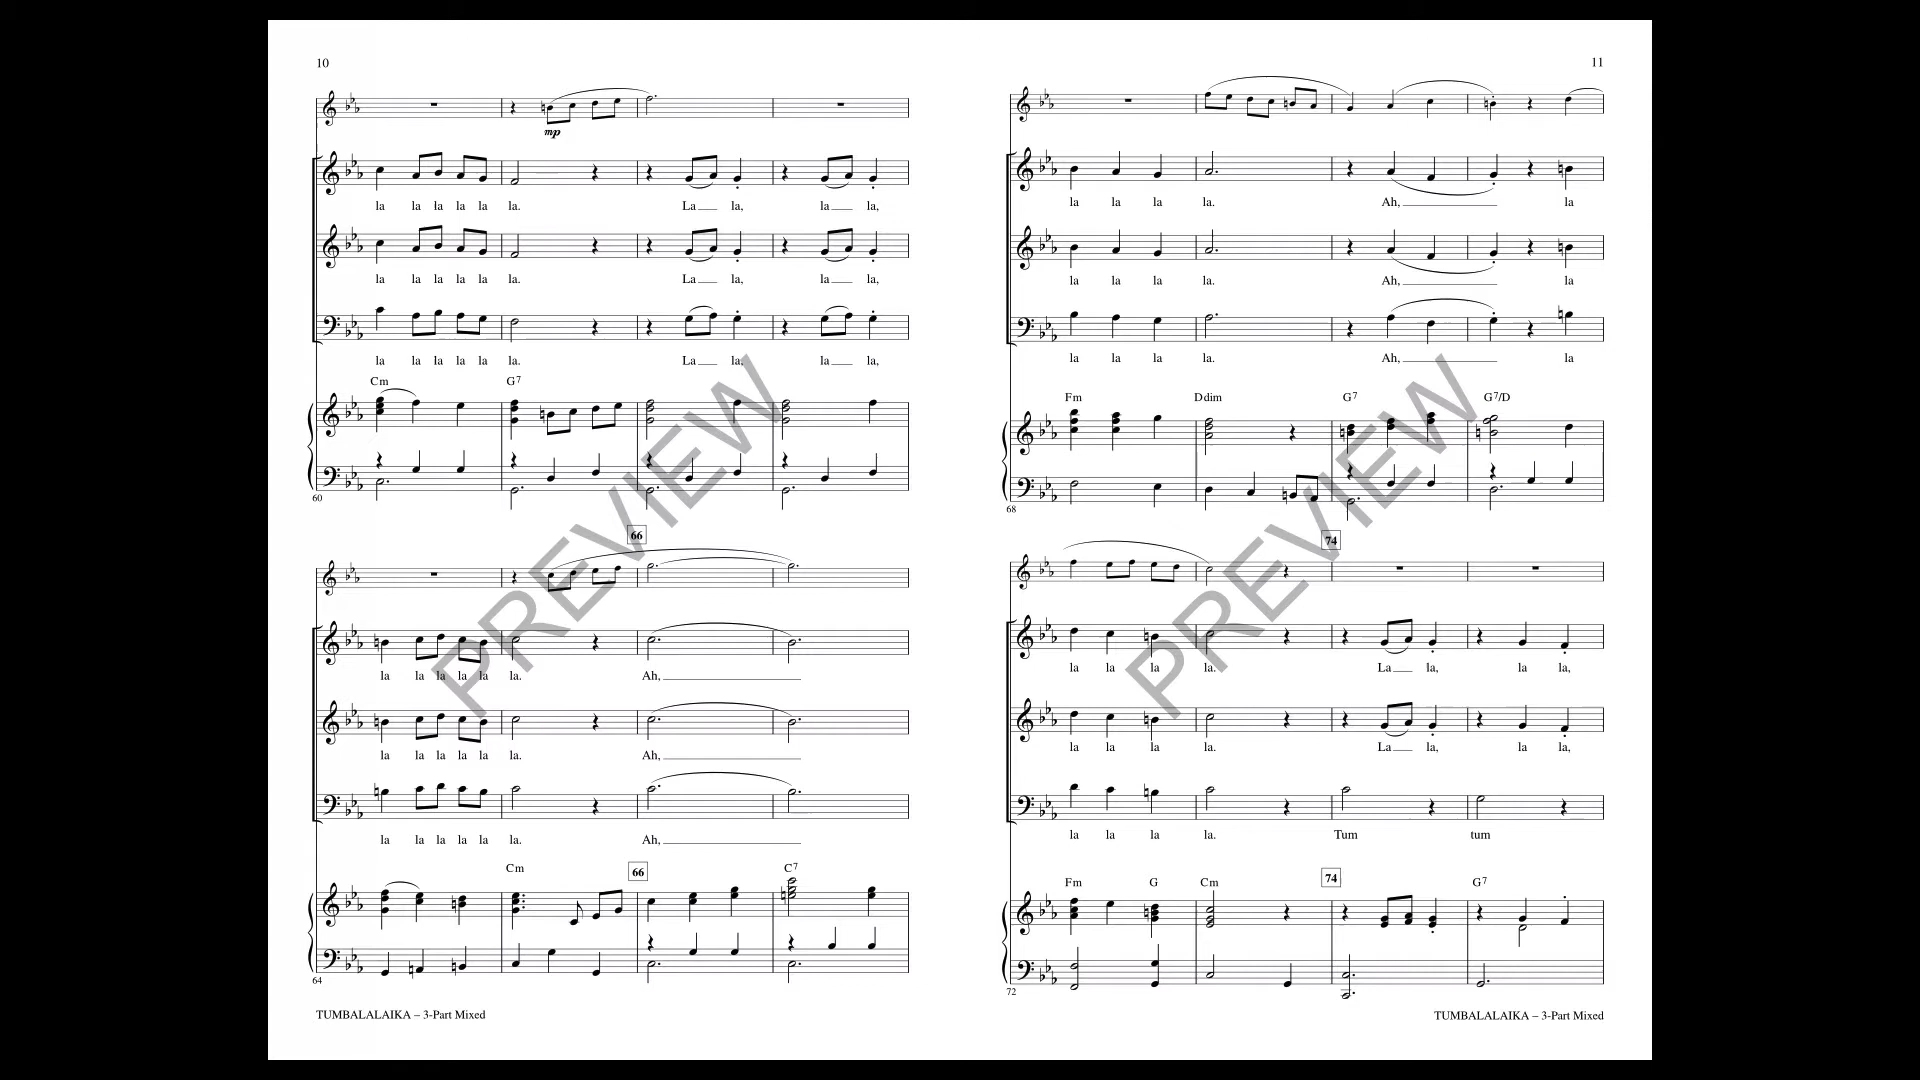 10
mp
la la la la la la. La la, la la,
la la la la la la. La la, la la,
la la la la la la. La la, la la,
Cm G7
60
66
la la la la la la. Ah,
la la la la la la. Ah,
la la la la la la. Ah,
Cm 66 C7
64
TUMBALALAIKA – 3-Part Mixed
PREVIEW
11
la la la la. Ah, la
la la la la. Ah, la
la la la la. Ah, la
Fm Ddim G7 G7/D
68
74
la la la la. La la, la la,
la la la la. La la, la la,
la la la la. Tum tum
Fm G Cm 74 G7
72
TUMBALALAIKA – 3-Part Mixed
PREVIEW